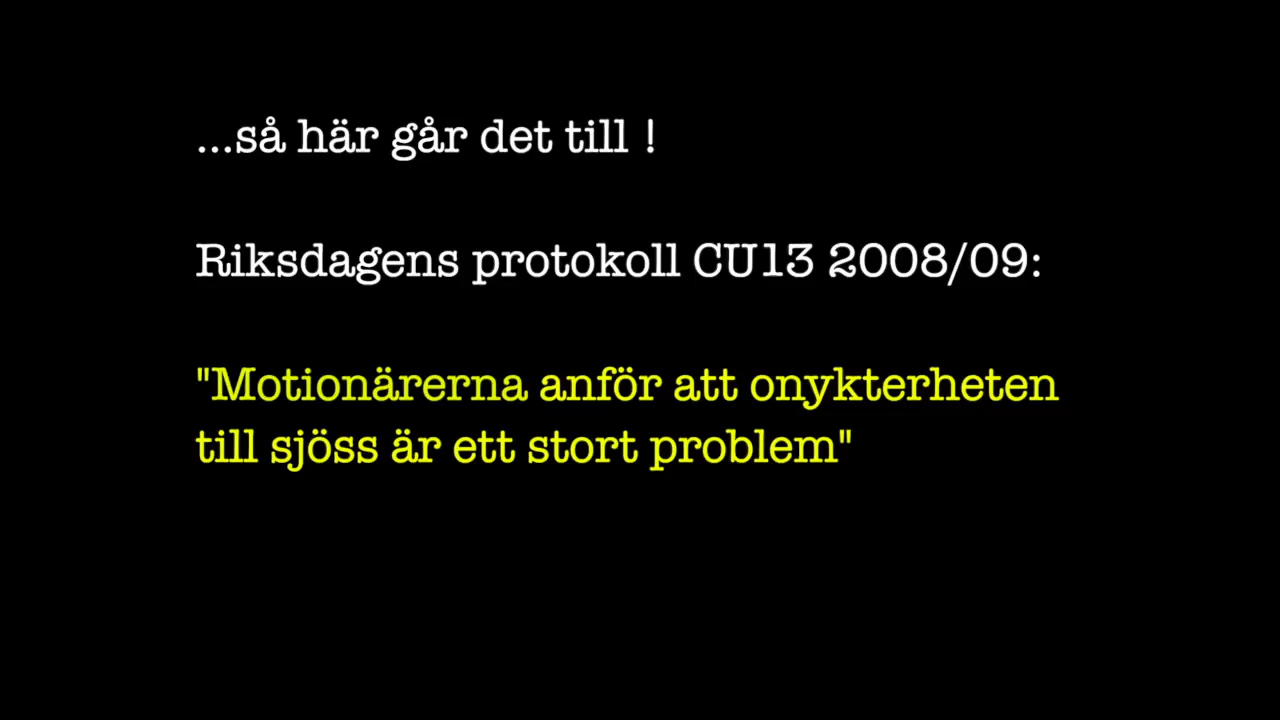 ...så här går det till !
Riksdagens protokoll CU13 2008/09:
"Motionärerna anför att onykterheten
till sjöss är ett stort problem"